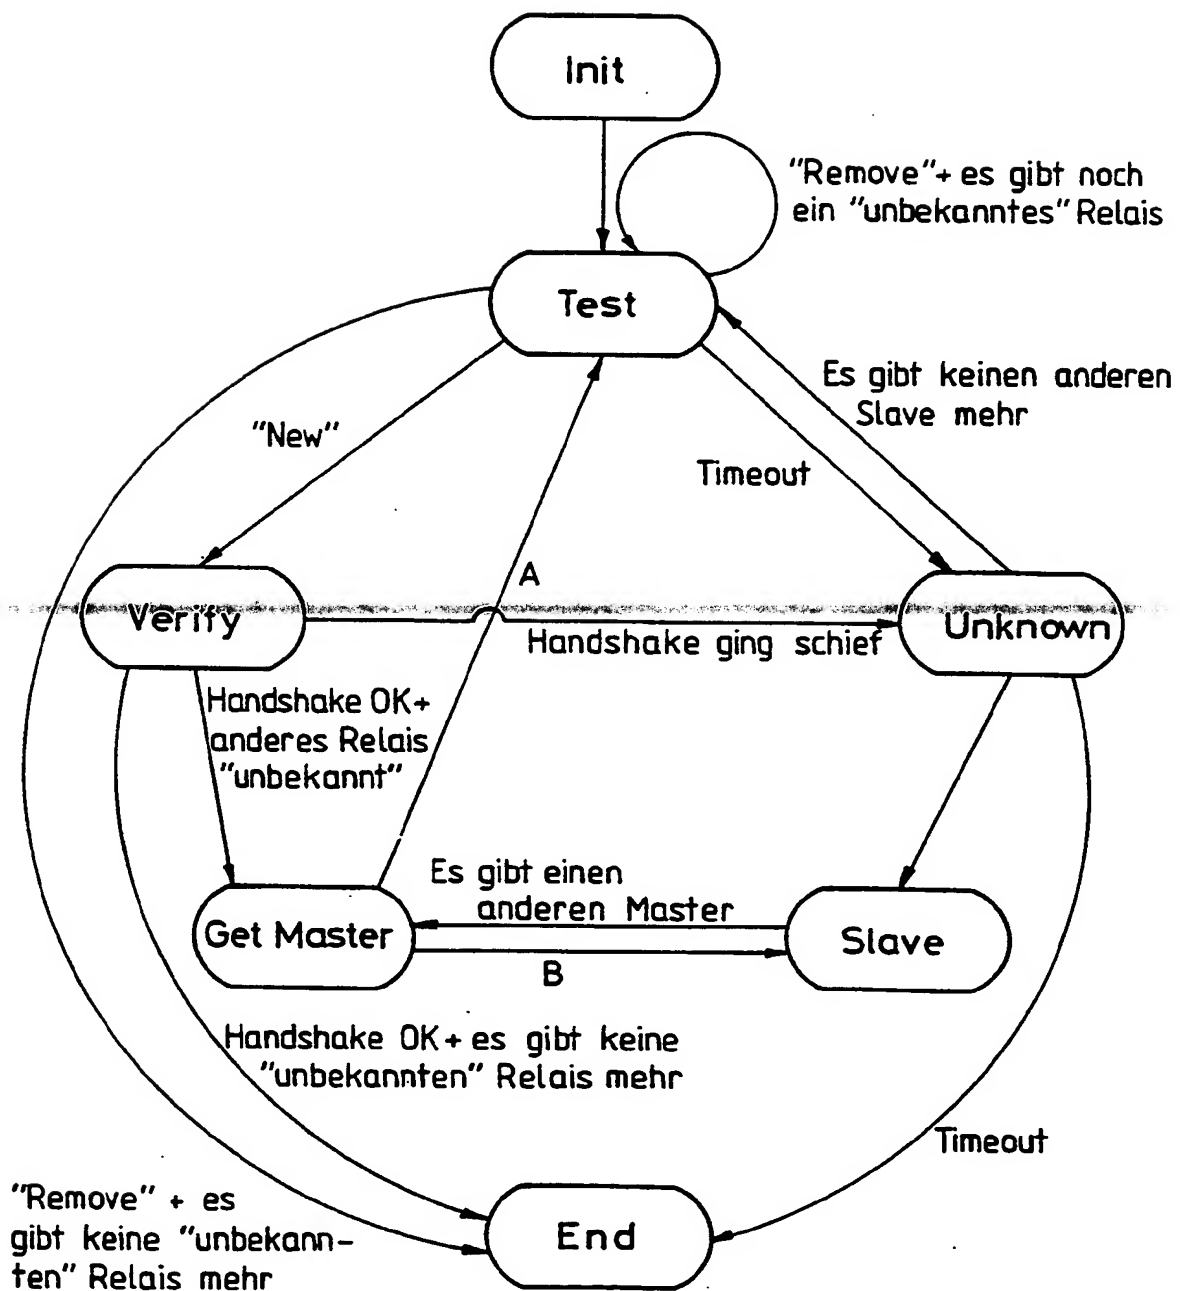 Init
"Remove"+ es gibt noch
ein "unbekanntes" Relais
Test
Es gibt keinen anderen
Slave mehr
"New"
Timeout
A
Verify
Unknown
Handshake ging schief
Handshake OK+
anderes Relais
"unbekannt"
Es gibt einen
anderen Master
Get Master
Slave
B
Handshake OK + es gibt keine
"unbekannten" Relais mehr
Timeout
"Remove" + es
gibt keine "unbekann-
ten" Relais mehr
End